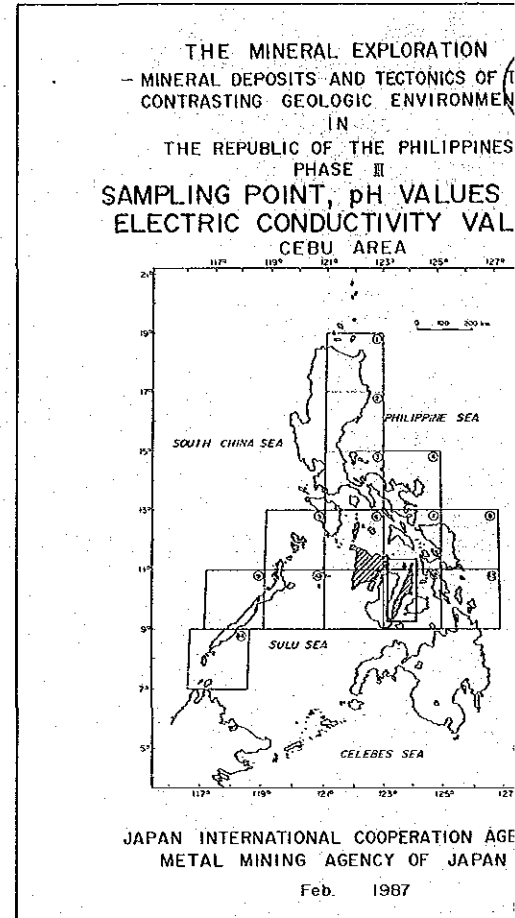 THE MINERAL EXPLORATION
- MINERAL DEPOSITS AND TECTONICS OF
CONTRASTING GEOLOGIC ENVIRONMEN
IN
THE REPUBLIC OF THE PHILIPPINES
PHASE III
SAMPLING POINT, pH VALUES
ELECTRIC CONDUCTIVITY VAL
CEBU AREA
117° 119° 121° 123° 125° 127°
21°
0 100 200 km
19°
17°
PHILIPPINE SEA
SOUTH CHINA SEA
15°
13°
11°
9°
SULU SEA
7°
5°
CELEBES SEA
117° 119° 121° 123° 125° 127
JAPAN INTERNATIONAL COOPERATION AGE
METAL MINING AGENCY OF JAPAN
Feb. 1987